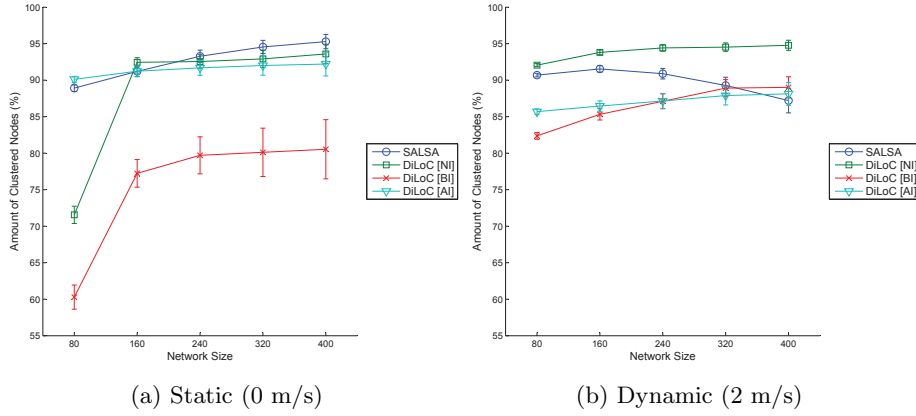 100
95
90
85
80
75
70
65
60
55
Amount of Clustered Nodes (%)
80 160 240 320 400
Network Size
SALSA
DiLoC [NI]
DiLoC [BI]
DiLoC [AI]
(a) Static (0 m/s)
100
95
90
85
80
75
70
65
60
55
Amount of Clustered Nodes (%)
80 160 240 320 400
Network Size
SALSA
DiLoC [NI]
DiLoC [BI]
DiLoC [AI]
(b) Dynamic (2 m/s)